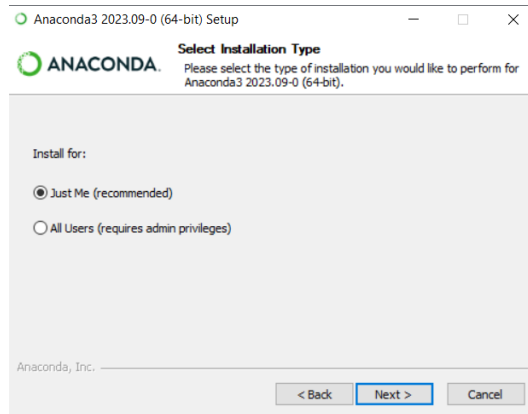 Anaconda3 2023.09-0 (64-bit) Setup
ANACONDA.
Select Installation Type
Please select the type of installation you would like to perform for
Anaconda3 2023.09-0 (64-bit).
Install for:
Just Me (recommended)
All Users (requires admin privileges)
Anaconda, Inc.
< Back Next > Cancel